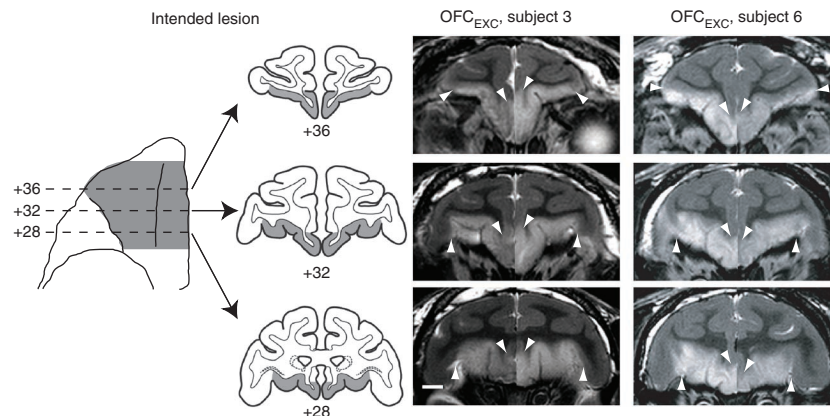 Intended lesion
OFCEXC, subject 3
OFCEXC, subject 6
+36
+32
+28
+36
+32
+28